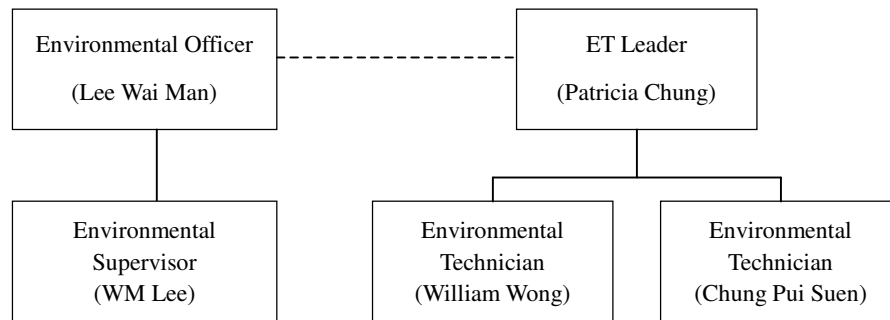 Environmental Officer
(Lee Wai Man)
ET Leader
(Patricia Chung)
Environmental
Supervisor
(WM Lee)
Environmental
Technician
(William Wong)
Environmental
Technician
(Chung Pui Suen)